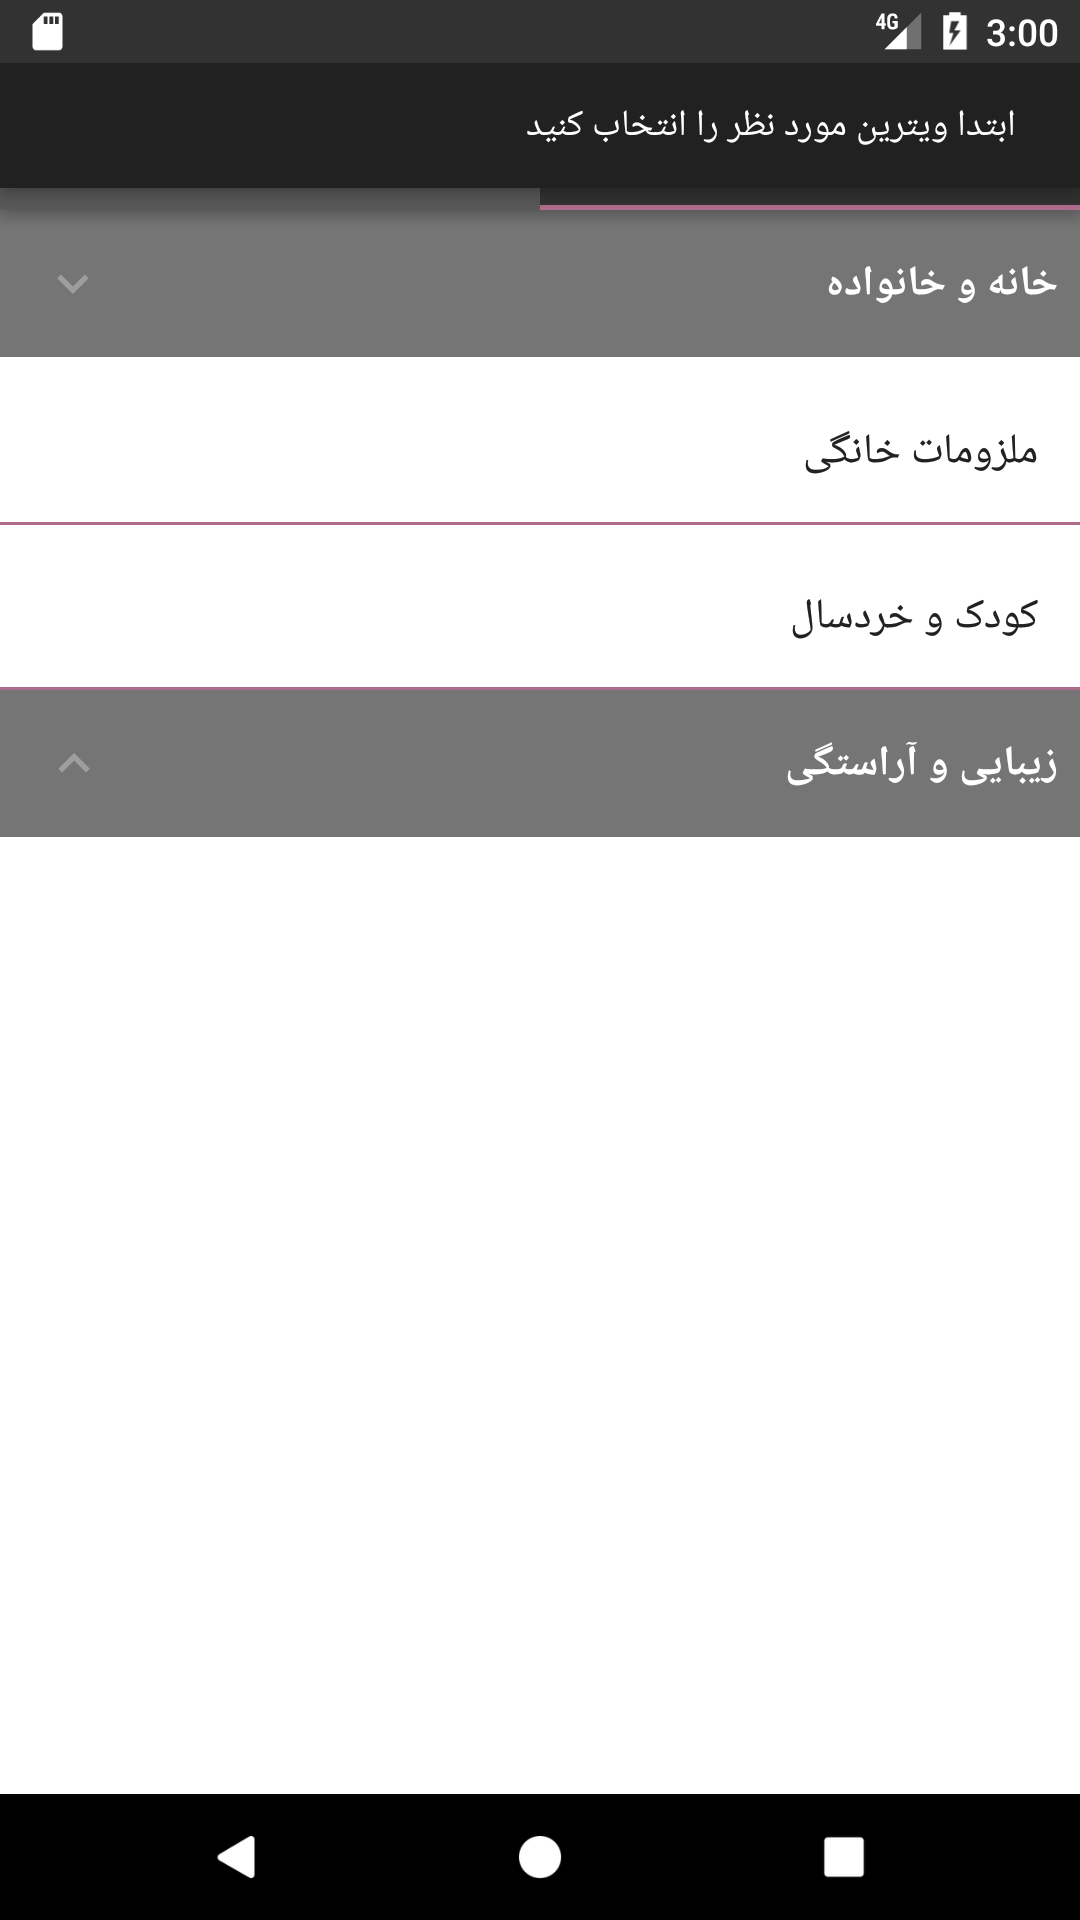 4G 3:00
ابتدا ویترین مورد نظر را انتخاب کنید
خانه و خانواده
ملزومات خانگی
کودک و خردسال
زیبایی و آراستگی